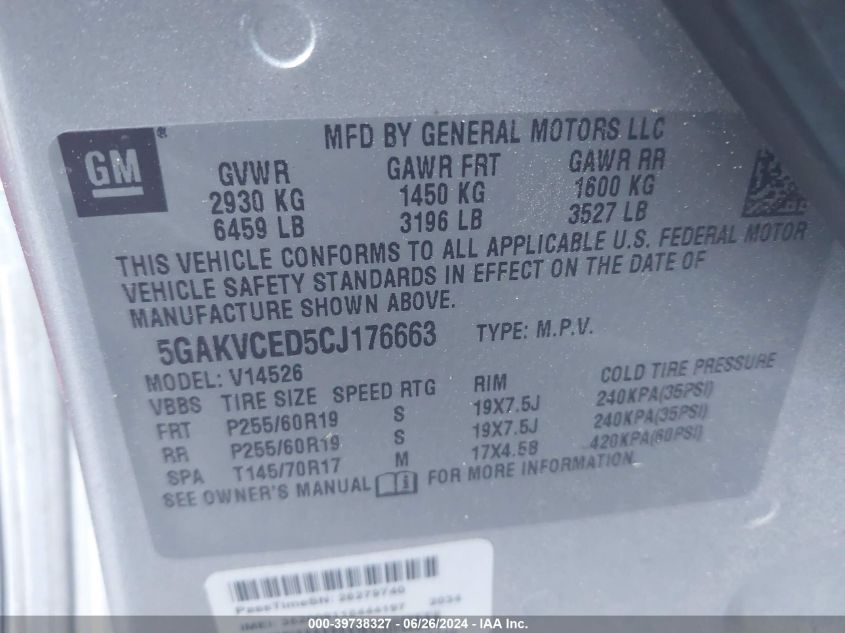 GM®
MFD BY GENERAL MOTORS LLC
GVWR GAWR FRT GAWR RR
2930 KG 1450 KG 1600 KG
6459 LB 3196 LB 3527 LB
THIS VEHICLE CONFORMS TO ALL APPLICABLE U.S. FEDERAL MOTOR
VEHICLE SAFETY STANDARDS IN EFFECT ON THE DATE OF
MANUFACTURE SHOWN ABOVE.
5GAKVCED5CJ176663 TYPE: M.P.V.
MODEL: V14526
VBBS TIRE SIZE SPEED RTG RIM COLD TIRE PRESSURE
FRT P255/60R19 S 19X7.5J 240KPA(35PSI)
RR P255/60R19 S 19X7.5J 240KPA(35PSI)
SPA T145/70R17 M 17X4.5B 420KPA(60PSI)
SEE OWNER'S MANUAL FOR MORE INFORMATION
PassTimeSN: 26279740
IMEI: 2034
000-39738327 / 06/26/2024 / IAA, Inc.